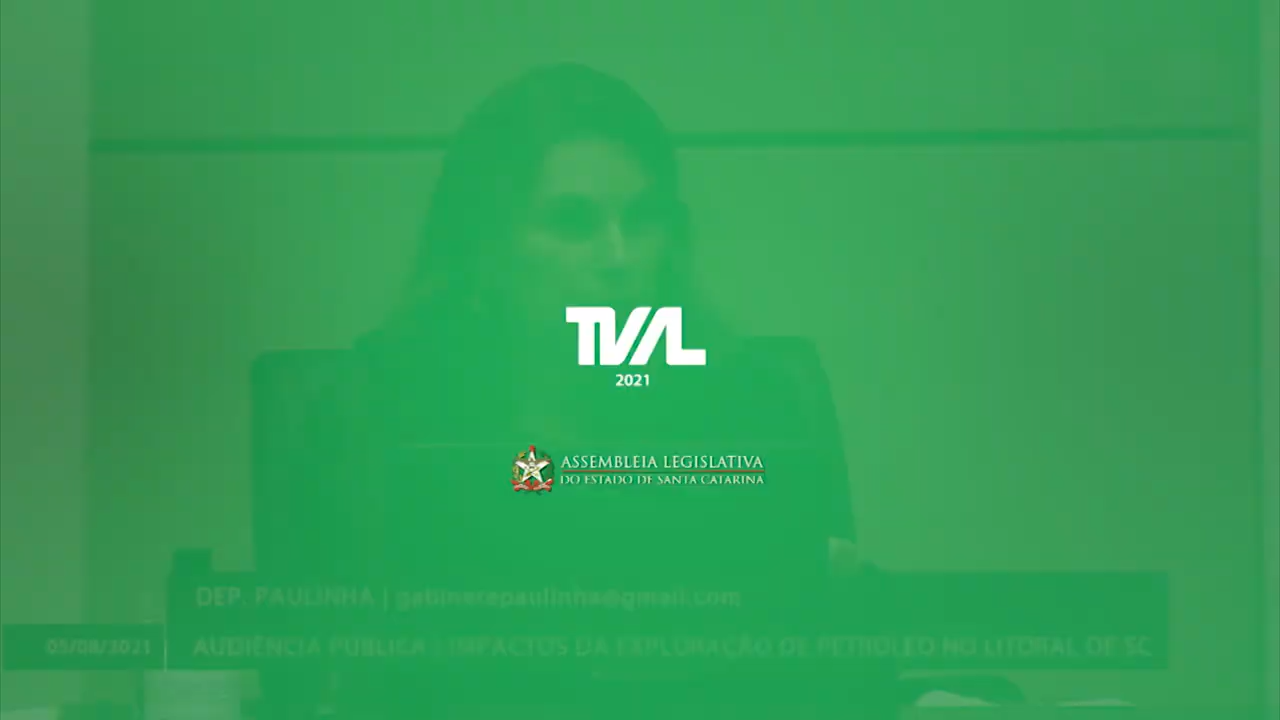 TVAL
2021
ASSEMBLEIA LEGISLATIVA
DO ESTADO DE SANTA CATARINA
DEP. PAULINHA | gabinetepaulinha@gmail.com
05/08/2021
AUDIÊNCIA PÚBLICA IMPACTOS DA EXPLORAÇÃO DE PETRÓLEO NO LITORAL DE SC